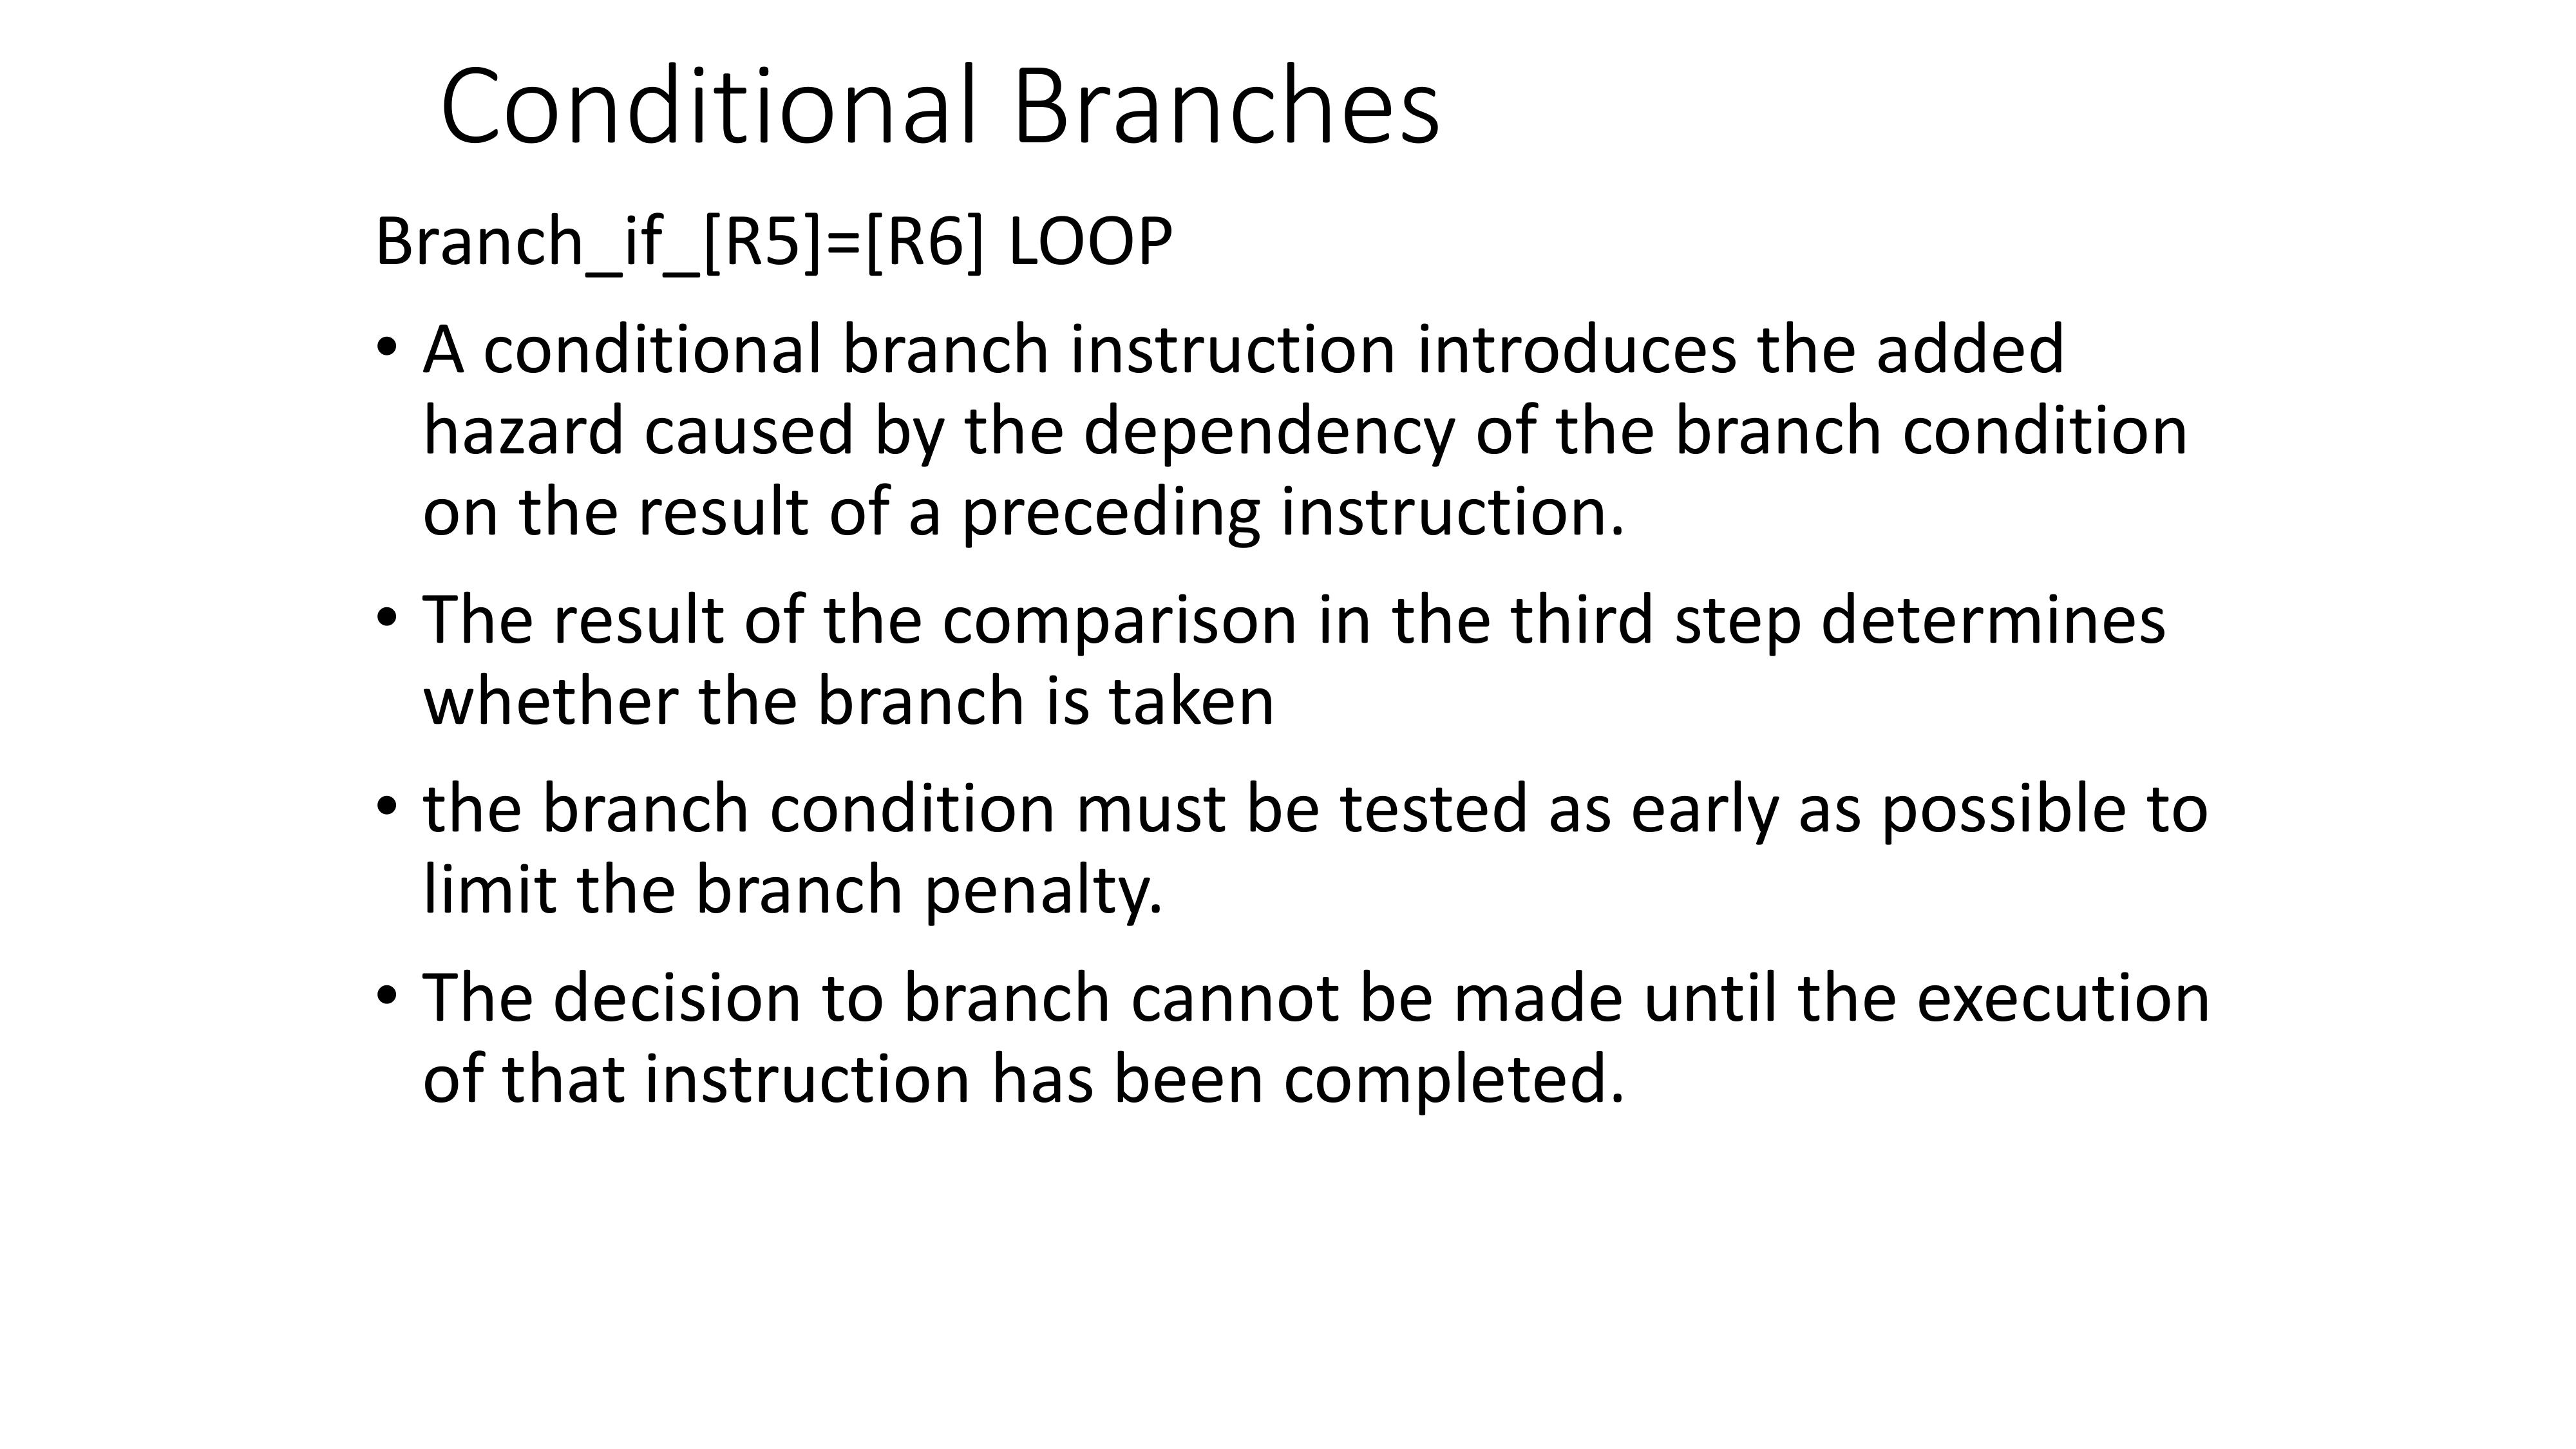 Conditional Branches
Branch_if_[R5]=[R6] LOOP
• A conditional branch instruction introduces the added
hazard caused by the dependency of the branch condition
on the result of a preceding instruction.
• The result of the comparison in the third step determines
whether the branch is taken
• the branch condition must be tested as early as possible to
limit the branch penalty.
• The decision to branch cannot be made until the execution
of that instruction has been completed.